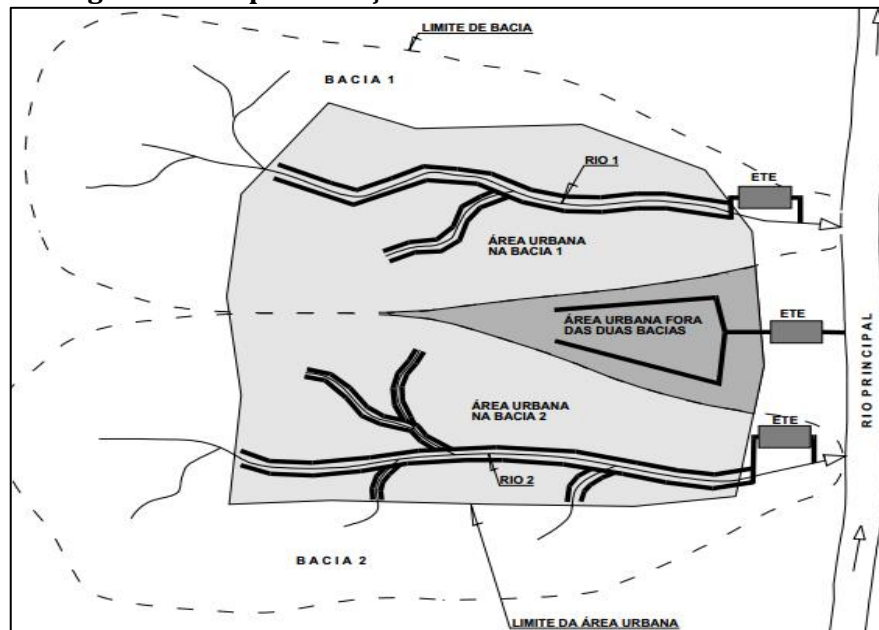 LIMITE DE BACIA
BACIA 1
RIO 1
ETE
ÁREA URBANA
NA BACIA 1
ÁREA URBANA FORA
DAS DUAS BACIAS
ETE
RIO PRINCIPAL
ÁREA URBANA
NA BACIA 2
ETE
RIO 2
BACIA 2
LIMITE DA ÁREA URBANA